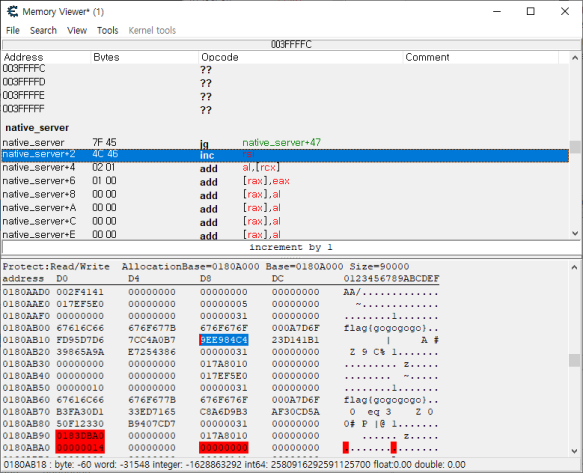 Memory Viewer* (1)
File Search View Tools Kernel tools
003FFFFC
Address Bytes Opcode Comment
003FFFFC ??
003FFFFD ??
003FFFFE ??
003FFFFF ??
native_server
native_server 7F 45 jg native_server+47
native_server+2 4C 46 inc
native_server+4 02 01 add al,[rcx]
native_server+6 01 00 add [rax],eax
native_server+8 00 00 add [rax],al
native_server+A 00 00 add [rax],al
native_server+C 00 00 add [rax],al
native_server+E 00 00 add [rax],al
increment by 1
Protect:Read/Write AllocationBase=0180A000 Base=0180A000 Size=90000
address D0 D4 D8 DC 0123456789ABCDEF
0180AAD0 002F4141 00000000 00000000 00000000 AA/.............
0180AAE0 017EF5E0 00000000 00000005 00000000 ~.............
0180AAF0 00000000 00000000 00000031 00000000 ........1.......
0180AB00 67616C66 676F677B 676F676F 000A7D6F flag{gogogogo}..
0180AB10 FD95D7D6 7CC4A0B7 9EE984C4 23D141B1 | A #
0180AB20 39865A9A E7254386 00000031 00000000 Z 9 C% 1.......
0180AB30 00000000 00000000 017A8010 00000000 ........ z.....
0180AB40 00000000 00000000 017EF5E0 00000000 ........ ~.....
0180AB50 00000010 00000000 00000031 00000000 ........1.......
0180AB60 67616C66 676F677B 676F676F 000A7D6F flag{gogogogo}..
0180AB70 B3FA30D1 33ED7165 C8A6D9B3 AF30CD5A 0 eq 3 Z 0
0180AB80 50F12330 B9407CD7 00000031 00000000 0# P |@ 1.......
0180AB90 0183DBA0 00000000 017A8010 00000000
0180ABA0 00000014 00000000 00000000 00000000
0180AB18 : byte: -60 word: -31548 integer: -1628863292 int64: 2580916292591125700 float:0.00 double: 0.00